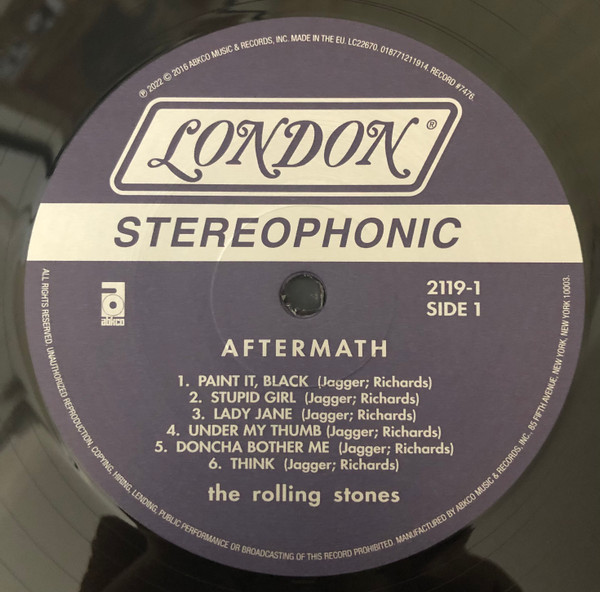 ℗ 2022 © 2016 ABKCO MUSIC & RECORDS, INC. MADE IN THE EU. LC22670. 018771211914. RECORD #7476.
LONDON®
STEREOPHONIC
abkco
2119-1
SIDE 1
AFTERMATH
1. PAINT IT, BLACK (Jagger; Richards)
2. STUPID GIRL (Jagger; Richards)
3. LADY JANE (Jagger; Richards)
4. UNDER MY THUMB (Jagger; Richards)
5. DONCHA BOTHER ME (Jagger; Richards)
6. THINK (Jagger; Richards)
the rolling stones
ALL RIGHTS RESERVED. UNAUTHORIZED REPRODUCTION, COPYING, HIRING, LENDING, PUBLIC PERFORMANCE OR BROADCASTING OF THIS RECORD PROHIBITED. MANUFACTURED BY ABKCO MUSIC & RECORDS, INC., 85 FIFTH AVENUE, NEW YORK, NEW YORK 10003.